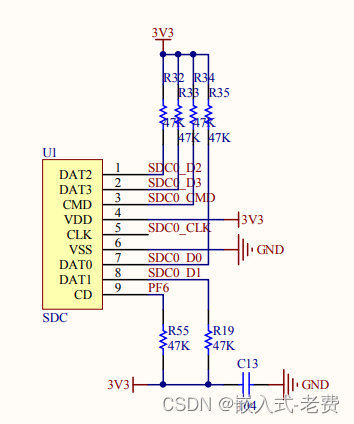 3V3
R32 R34
R33 R35
47K 47K
47K 47K
U1
DAT2 1 SDC0_D2
DAT3 2 SDC0_D3
CMD 3 SDC0_CMD
VDD 4 3V3
CLK 5 SDC0_CLK
VSS 6 GND
DAT0 7 SDC0_D0
DAT1 8 SDC0_D1
CD 9 PF6
SDC
R55 R19
47K 47K
C13
3V3 GND
104
CSDN @嵌入式-老费